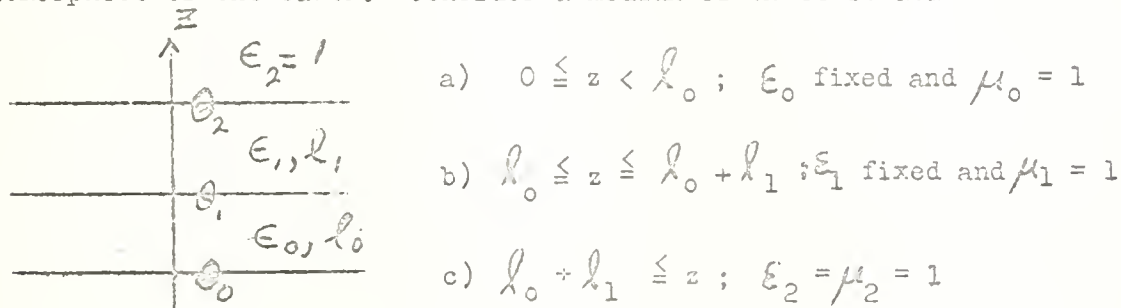 z
ϵ₂ = 1
a) 0 ≦ z < ℓ₀ ; ε₀ fixed and μ₀ = 1
θ₂
ϵ₁, ℓ₁
b) ℓ₀ ≦ z ≦ ℓ₀ + ℓ₁ ; ε₁ fixed and μ₁ = 1
θ₁
ϵ₀, ℓ₀
c) ℓ₀ + ℓ₁ ≦ z ; ε₂ = μ₂ = 1
θ₀